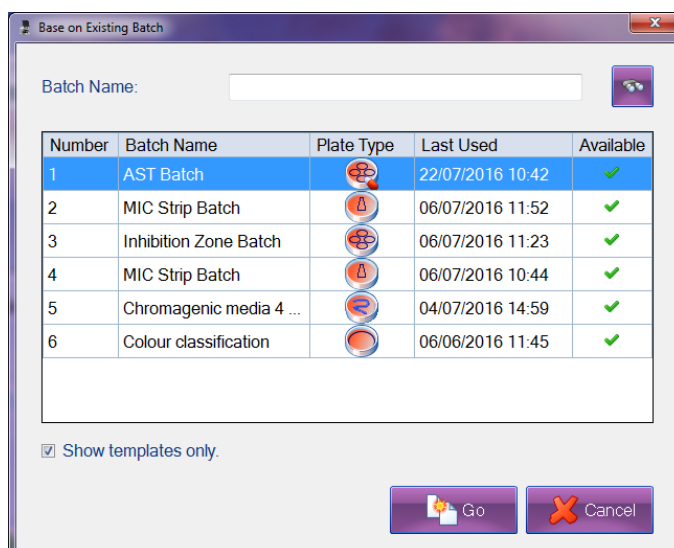 Base on Existing Batch
Batch Name:
Number Batch Name Plate Type Last Used Available
1 AST Batch 22/07/2016 10:42
2 MIC Strip Batch 06/07/2016 11:52
3 Inhibition Zone Batch 06/07/2016 11:23
4 MIC Strip Batch 06/07/2016 10:44
5 Chromagenic media 4 ... 04/07/2016 14:59
6 Colour classification 06/06/2016 11:45
Show templates only.
Go Cancel